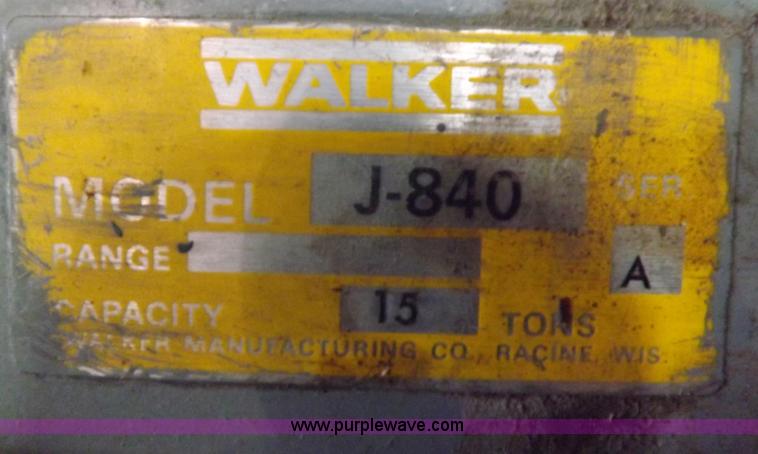 WALKER
MODEL J-840 SER
RANGE
A
CAPACITY 15 TONS
WALKER MANUFACTURING CO., RACINE, WIS.
www.purplewave.com